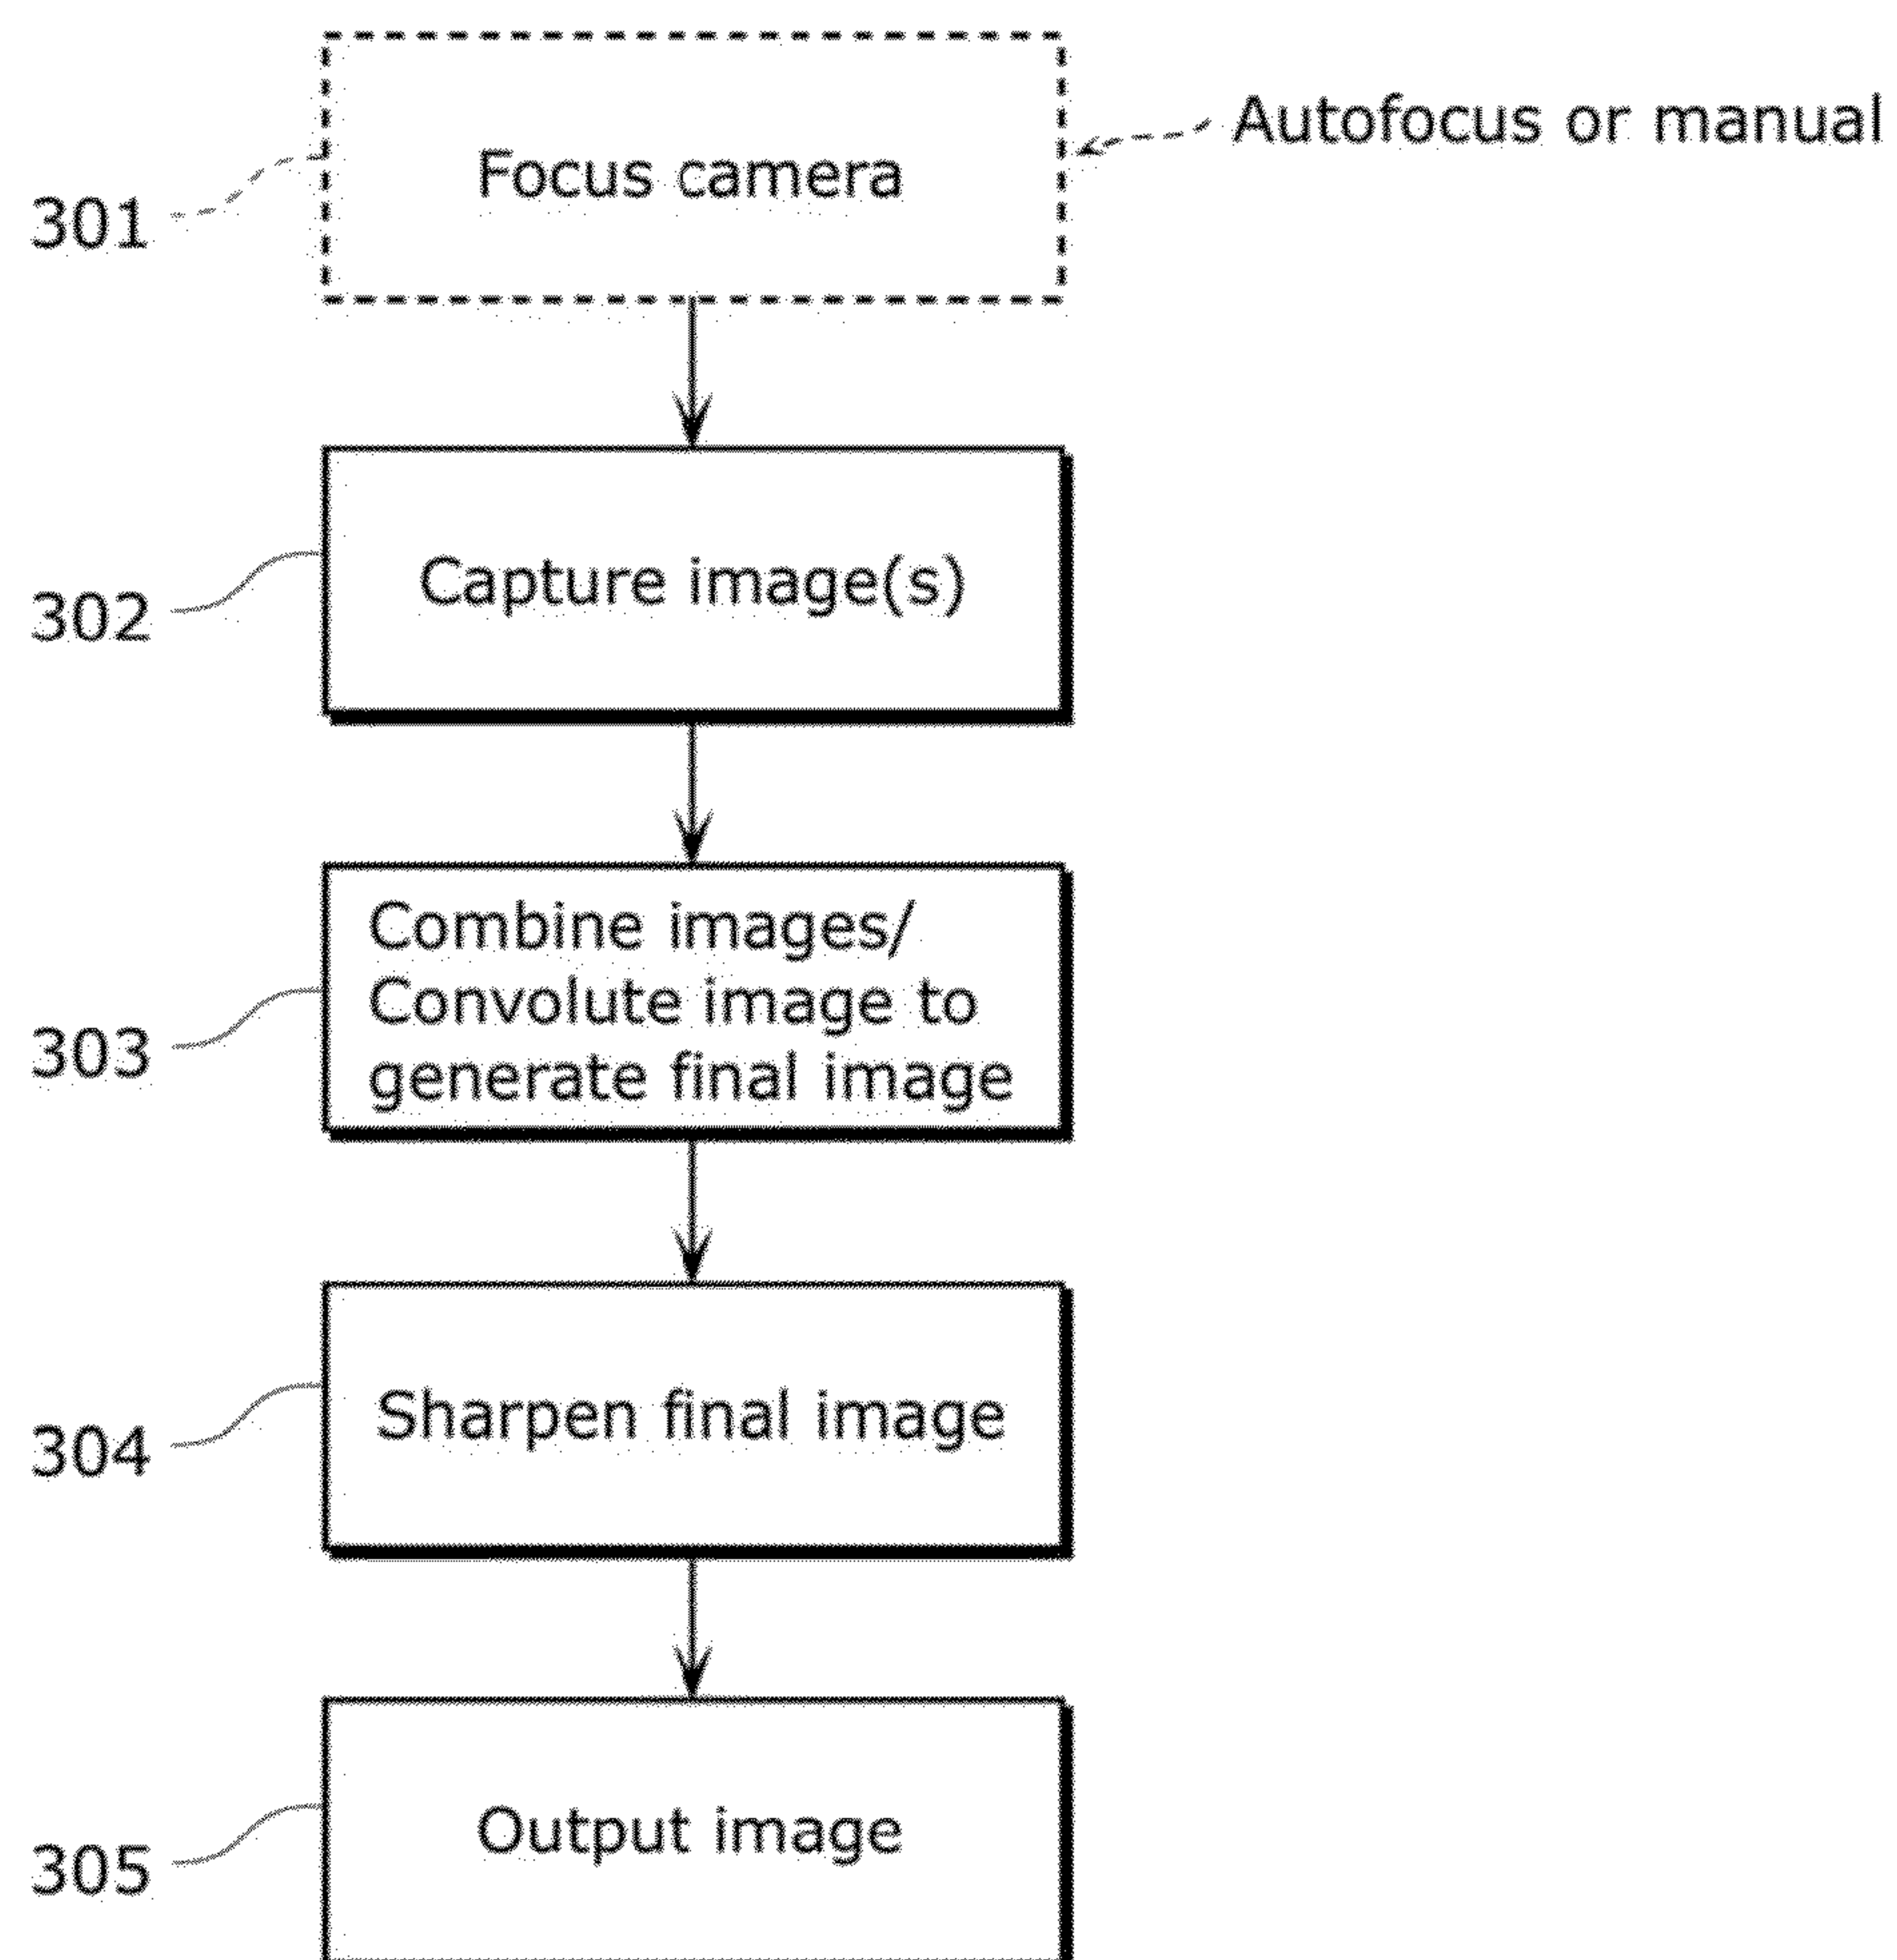 Focus camera
Autofocus or manual
301
Capture image(s)
302
Combine images/
Convolute image to
generate final image
303
Sharpen final image
304
Output image
305